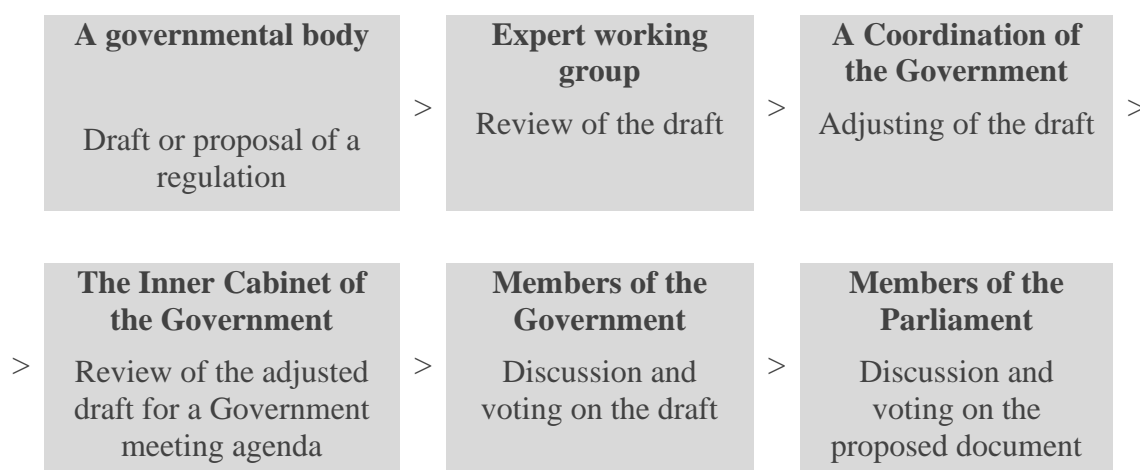 A governmental body
Draft or proposal of a
regulation
>
Expert working
group
Review of the draft
>
A Coordination of
the Government
Adjusting of the draft
>
>
The Inner Cabinet of
the Government
Review of the adjusted
draft for a Government
meeting agenda
>
Members of the
Government
Discussion and
voting on the draft
>
Members of the
Parliament
Discussion and
voting on the
proposed document